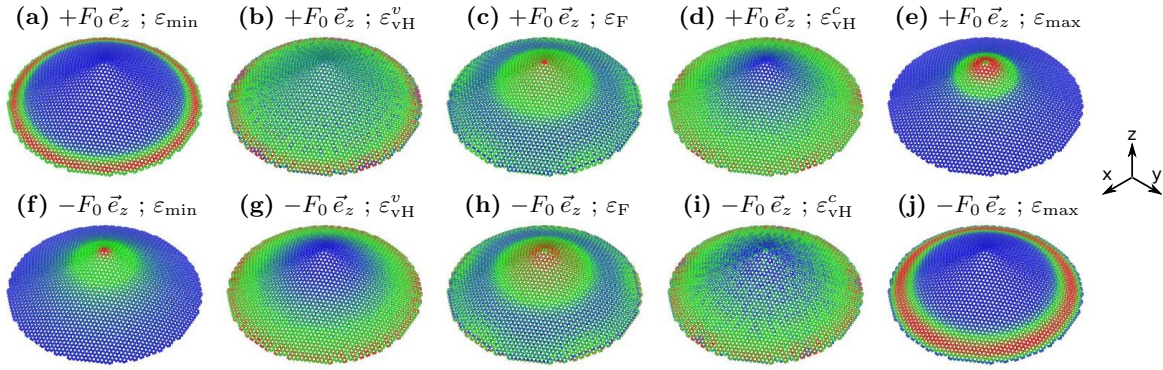 (a) +F₀ e⃗_z ; ε_min
(b) +F₀ e⃗_z ; ε^v_vH
(c) +F₀ e⃗_z ; ε_F
(d) +F₀ e⃗_z ; ε^c_vH
(e) +F₀ e⃗_z ; ε_max
z
x y
(f) −F₀ e⃗_z ; ε_min
(g) −F₀ e⃗_z ; ε^v_vH
(h) −F₀ e⃗_z ; ε_F
(i) −F₀ e⃗_z ; ε^c_vH
(j) −F₀ e⃗_z ; ε_max